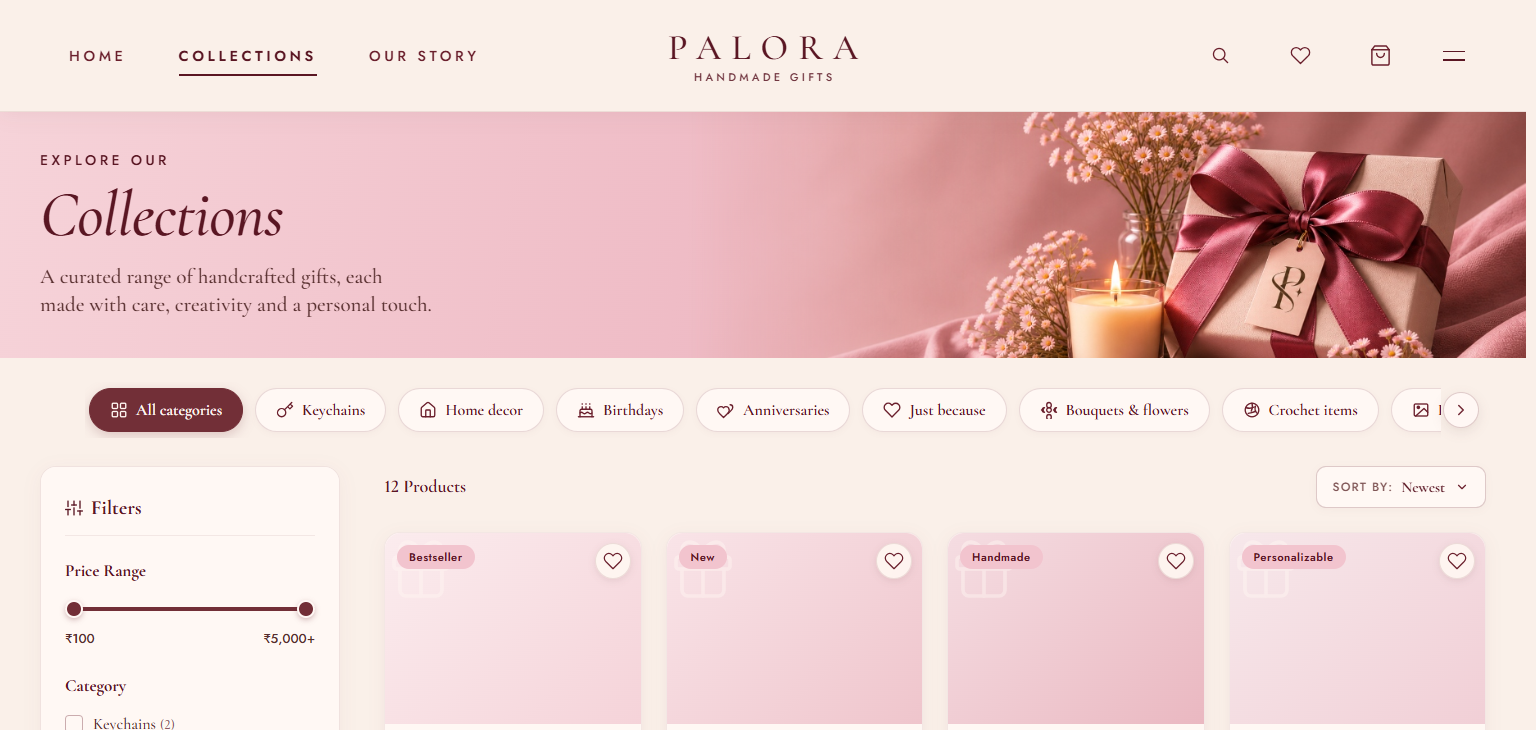 HOME
COLLECTIONS
OUR STORY
PALORA
HANDMADE GIFTS
EXPLORE OUR
Collections
A curated range of handcrafted gifts, each
made with care, creativity and a personal touch.
All categories
Keychains
Home decor
Birthdays
Anniversaries
Just because
Bouquets & flowers
Crochet items
Filters
12 Products
SORT BY: Newest
Price Range
₹100
₹5,000+
Category
Keychains (2)
Bestseller
New
Handmade
Personalizable